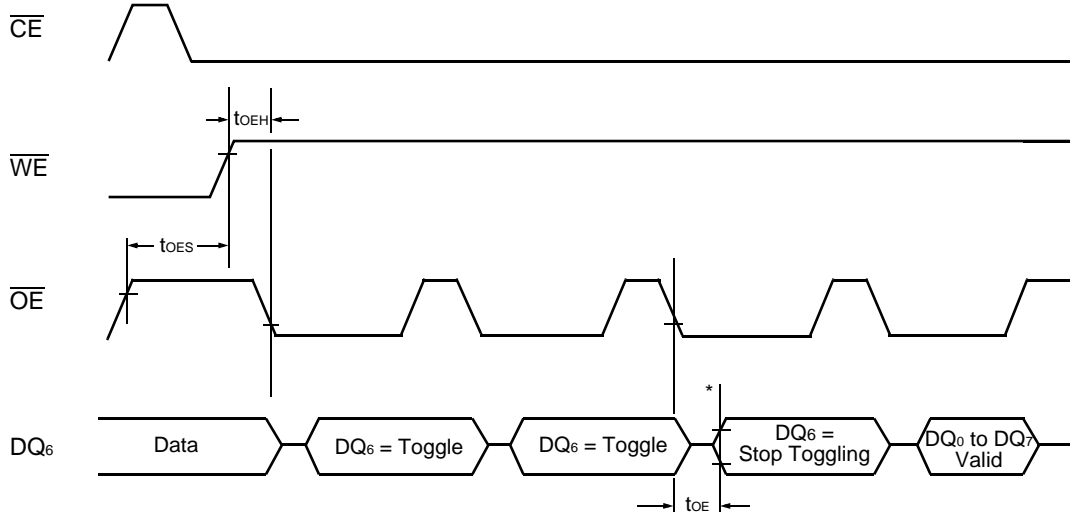 CE
tOEH
WE
tOES
OE
*
DQ6
Data
DQ6 = Toggle
DQ6 = Toggle
DQ6 =
Stop Toggling
DQ0 to DQ7
Valid
tOE